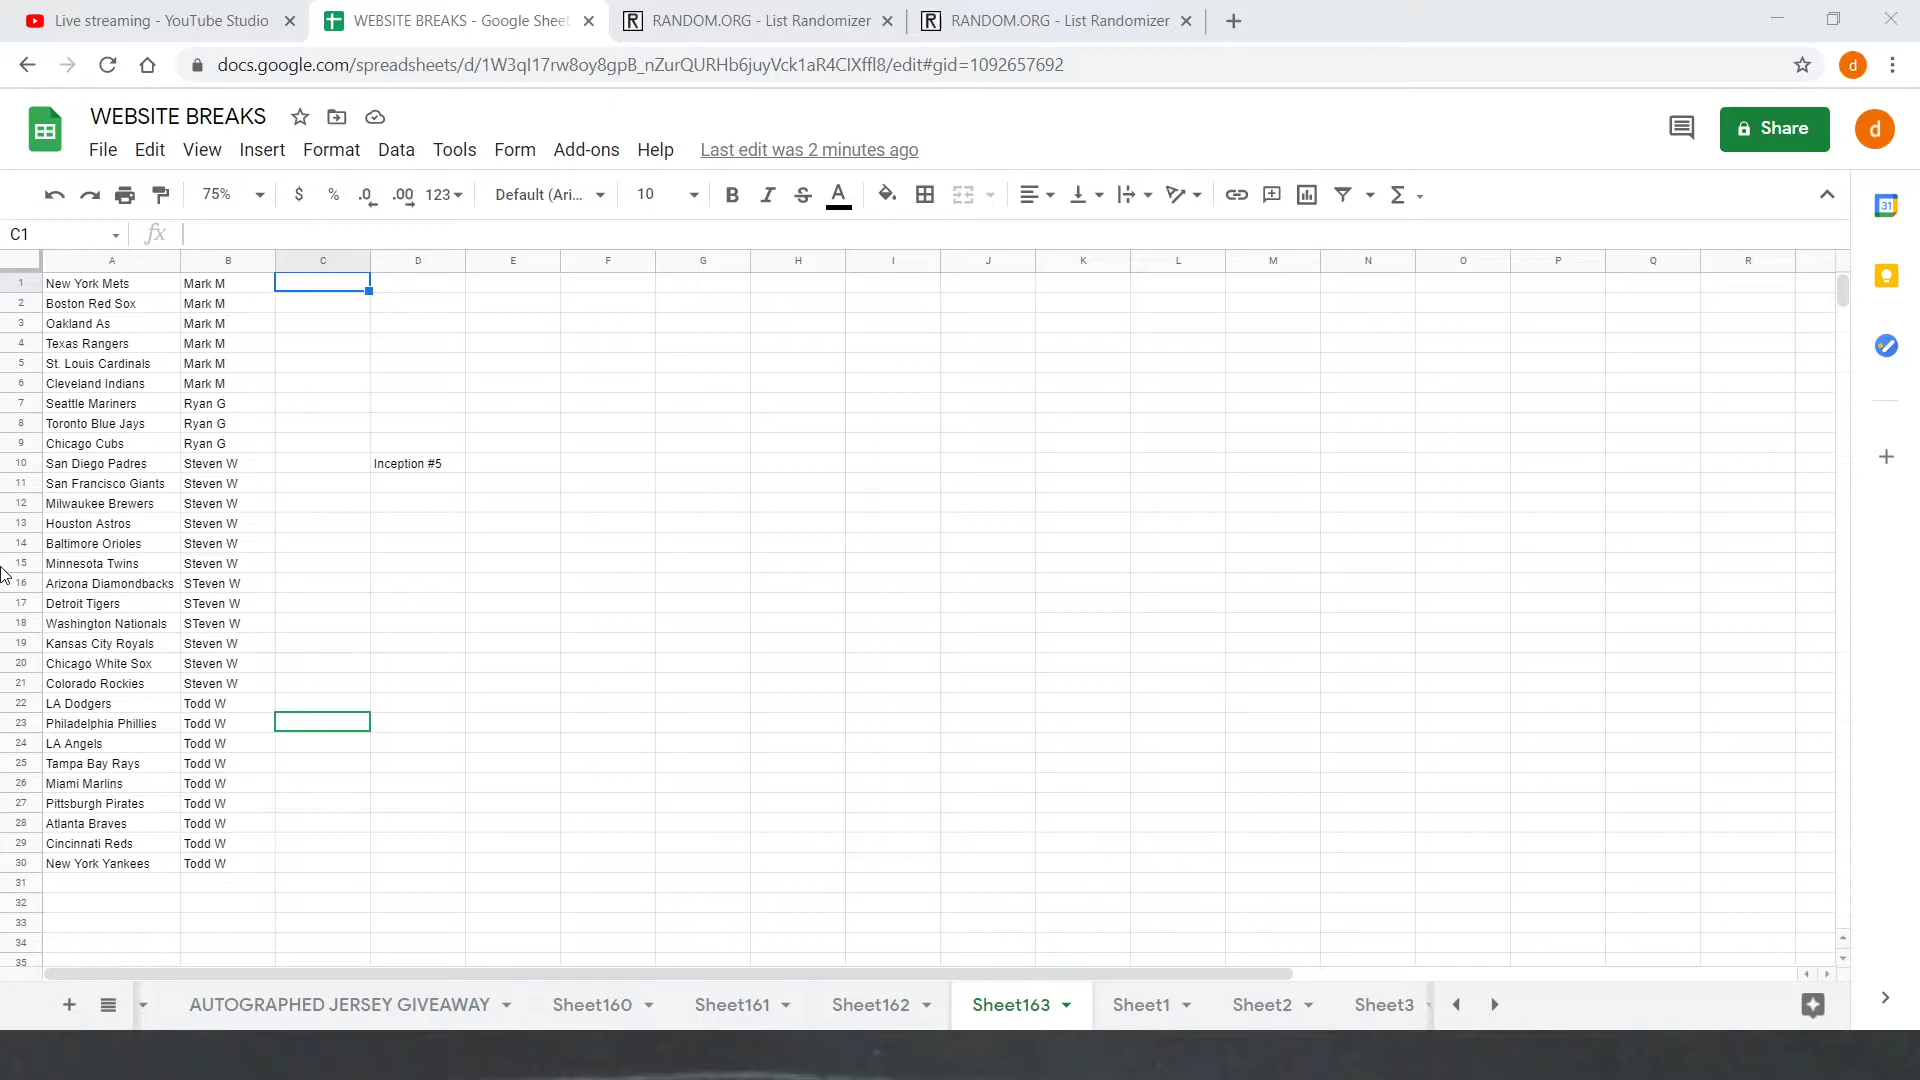 Live streaming - YouTube Studio
WEBSITE BREAKS - Google Sheet
RANDOM.ORG - List Randomizer
RANDOM.ORG - List Randomizer
docs.google.com/spreadsheets/d/1W3qI17rw8oy8gpB_nZurQURHb6juyVck1aR4ClXffl8/edit#gid=1092657692
d
WEBSITE BREAKS
File Edit View Insert Format Data Tools Form Add-ons Help Last edit was 2 minutes ago
Share
d
75% $ % .0 .00 123 Default (Ari... 10 B I S A
31
C1 fx
A B C D E F G H I J K L M N O P Q R
1 New York Mets Mark M
2 Boston Red Sox Mark M
3 Oakland As Mark M
4 Texas Rangers Mark M
5 St. Louis Cardinals Mark M
6 Cleveland Indians Mark M
7 Seattle Mariners Ryan G
8 Toronto Blue Jays Ryan G
9 Chicago Cubs Ryan G
10 San Diego Padres Steven W Inception #5
11 San Francisco Giants Steven W
12 Milwaukee Brewers Steven W
13 Houston Astros Steven W
14 Baltimore Orioles Steven W
15 Minnesota Twins Steven W
16 Arizona Diamondbacks STeven W
17 Detroit Tigers STeven W
18 Washington Nationals STeven W
19 Kansas City Royals Steven W
20 Chicago White Sox Steven W
21 Colorado Rockies Steven W
22 LA Dodgers Todd W
23 Philadelphia Phillies Todd W
24 LA Angels Todd W
25 Tampa Bay Rays Todd W
26 Miami Marlins Todd W
27 Pittsburgh Pirates Todd W
28 Atlanta Braves Todd W
29 Cincinnati Reds Todd W
30 New York Yankees Todd W
31
32
33
34
35
AUTOGRAPHED JERSEY GIVEAWAY Sheet160 Sheet161 Sheet162 Sheet163 Sheet1 Sheet2 Sheet3